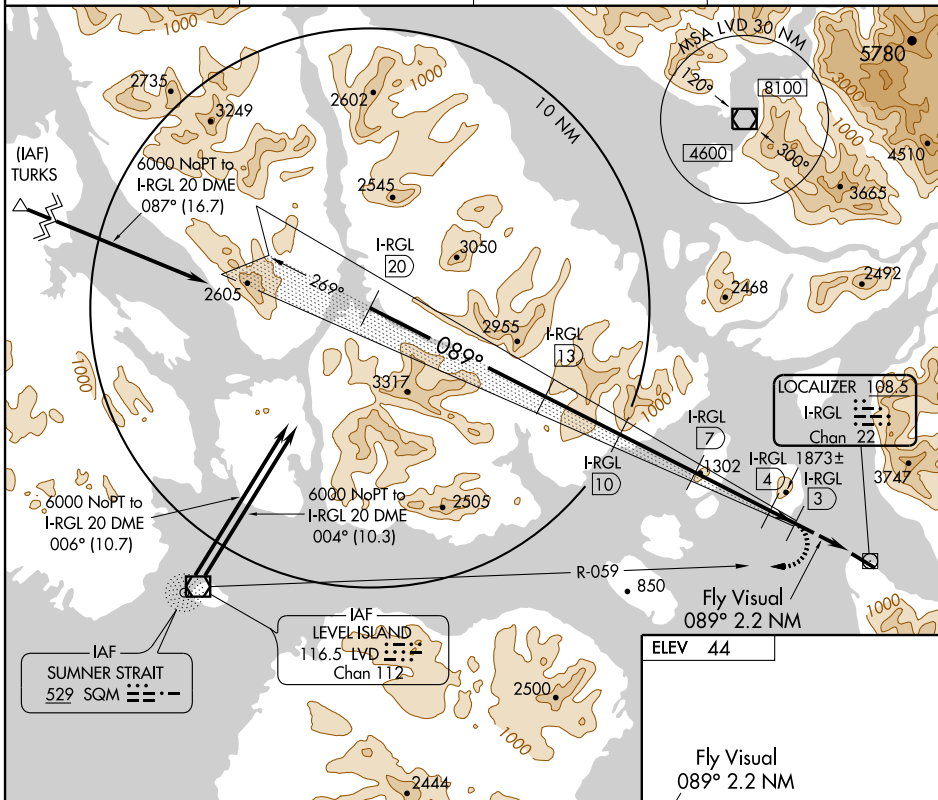 1000
MSA LVD 30 NM
5780
2735
120°
8100
3000
2602
3249
10 NM
1000
(IAF)
TURKS
6000 NoPT to
I-RGL 20 DME
087° (16.7)
4600
300°
4510
2545
3665
I-RGL
20
3050
269°
2605
2468
2492
2955
I-RGL
13
089°
1000
3317
1000
LOCALIZER 108.5
I-RGL
Chan 22
I-RGL
7
I-RGL
10
1302
I-RGL
4
1873±
I-RGL
3
3747
6000 NoPT to
I-RGL 20 DME
006° (10.7)
6000 NoPT to
I-RGL 20 DME
004° (10.3)
2505
R-059
850
Fly Visual
089° 2.2 NM
1000
IAF
LEVEL ISLAND
116.5 LVD
Chan 112
IAF
SUMNER STRAIT
529 SQM
ELEV 44
2500
1000
Fly Visual
089° 2.2 NM
2444